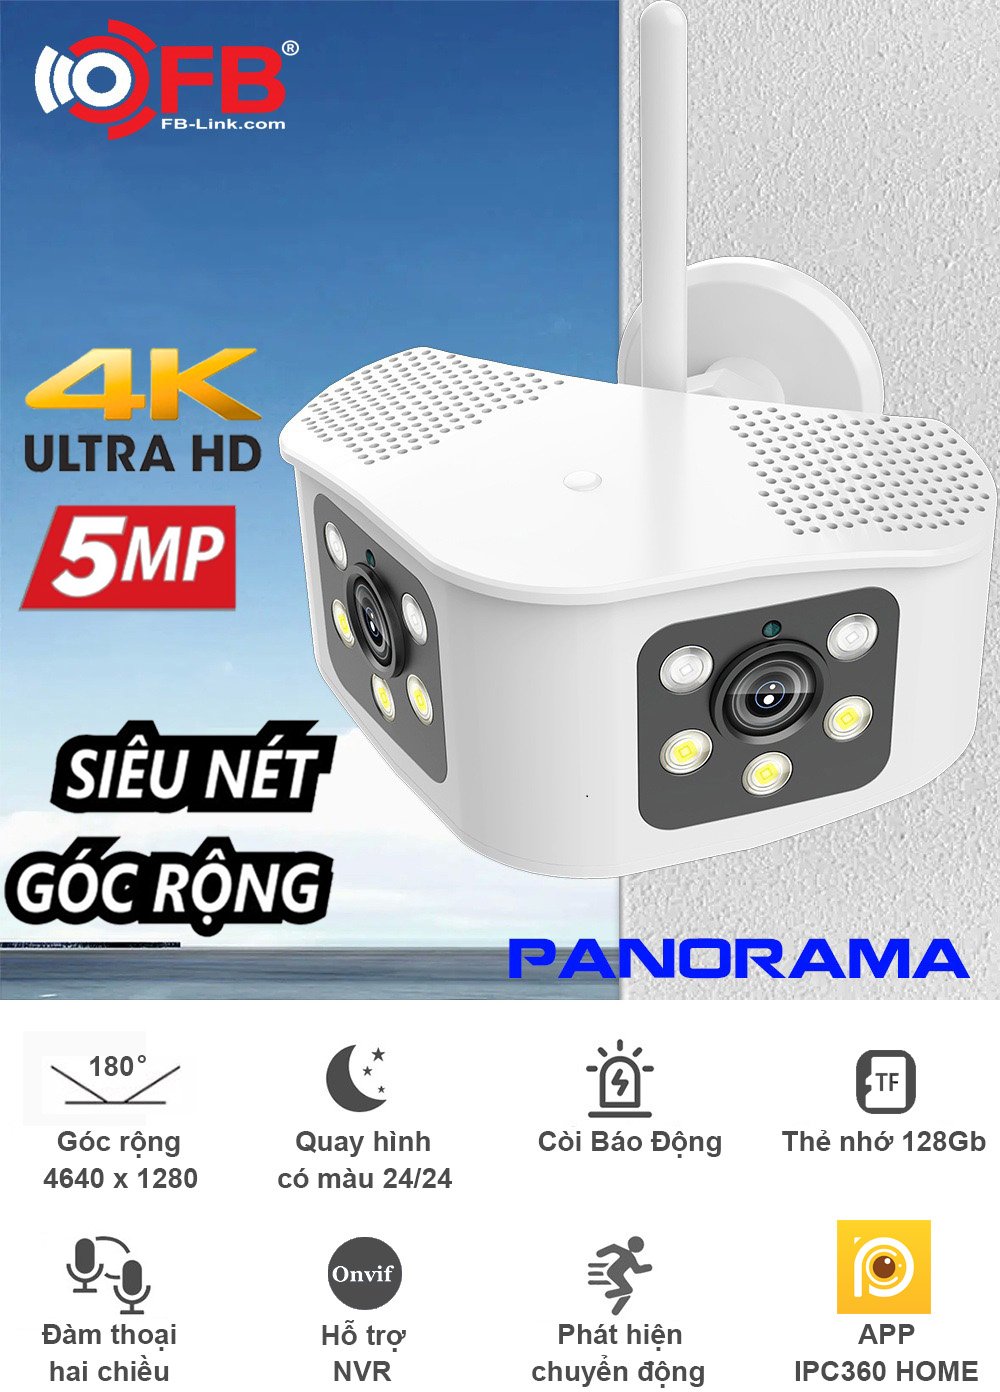 FB®
FB-Link.com
4K
ULTRA HD
5MP
SIÊU NÉT
GÓC RỘNG
PANORAMA
180°
Góc rộng
4640 x 1280
Quay hình
có màu 24/24
Còi Báo Động
TF
Thẻ nhớ 128Gb
Đàm thoại
hai chiều
Onvif
Hỗ trợ
NVR
Phát hiện
chuyển động
APP
IPC360 HOME